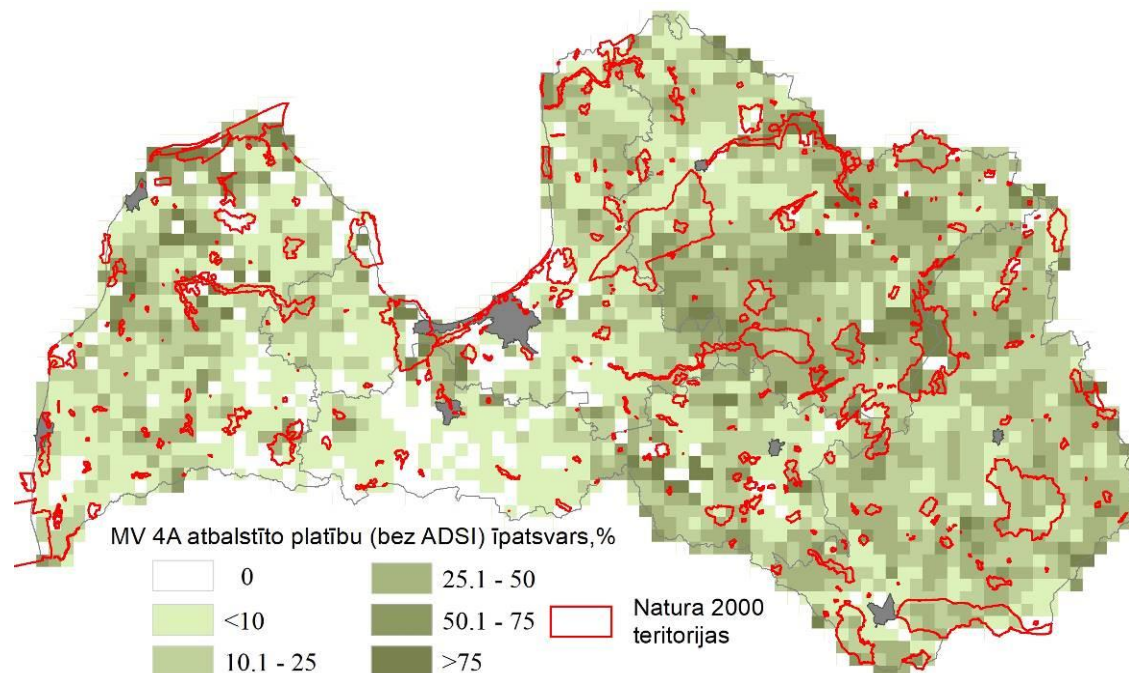 MV 4A atbalstīto platību (bez ADSI) īpatsvars,%
0
<10
10.1 - 25
25.1 - 50
50.1 - 75
>75
Natura 2000
teritorijas